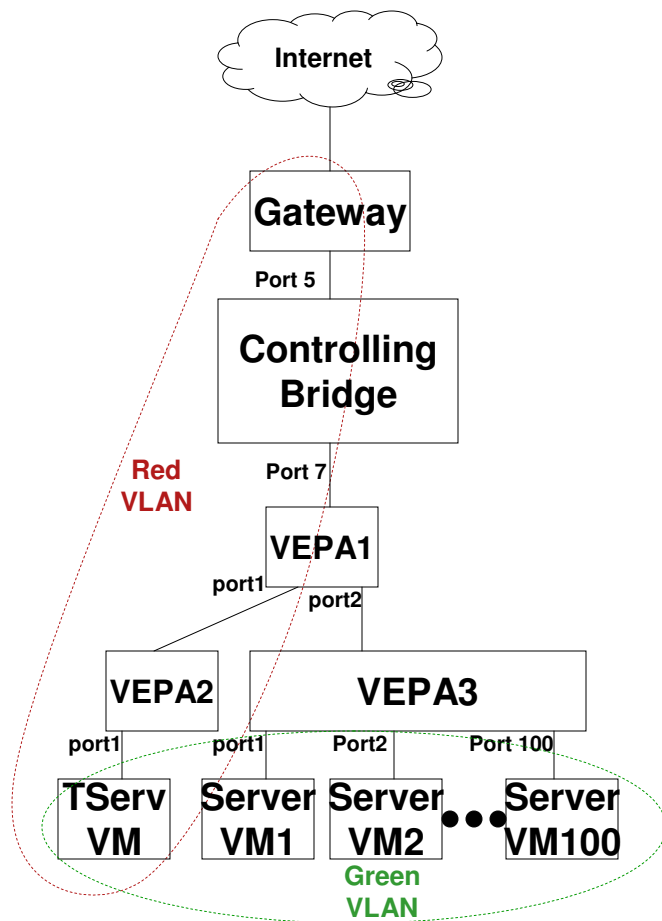 Internet
Gateway
Port 5
Controlling
Bridge
Port 7
Red
VLAN
VEPA1
port1
port2
VEPA2
VEPA3
port1
port1
Port2
Port 100
TServ
VM
Server
VM1
Server
VM2
Server
VM100
Green
VLAN